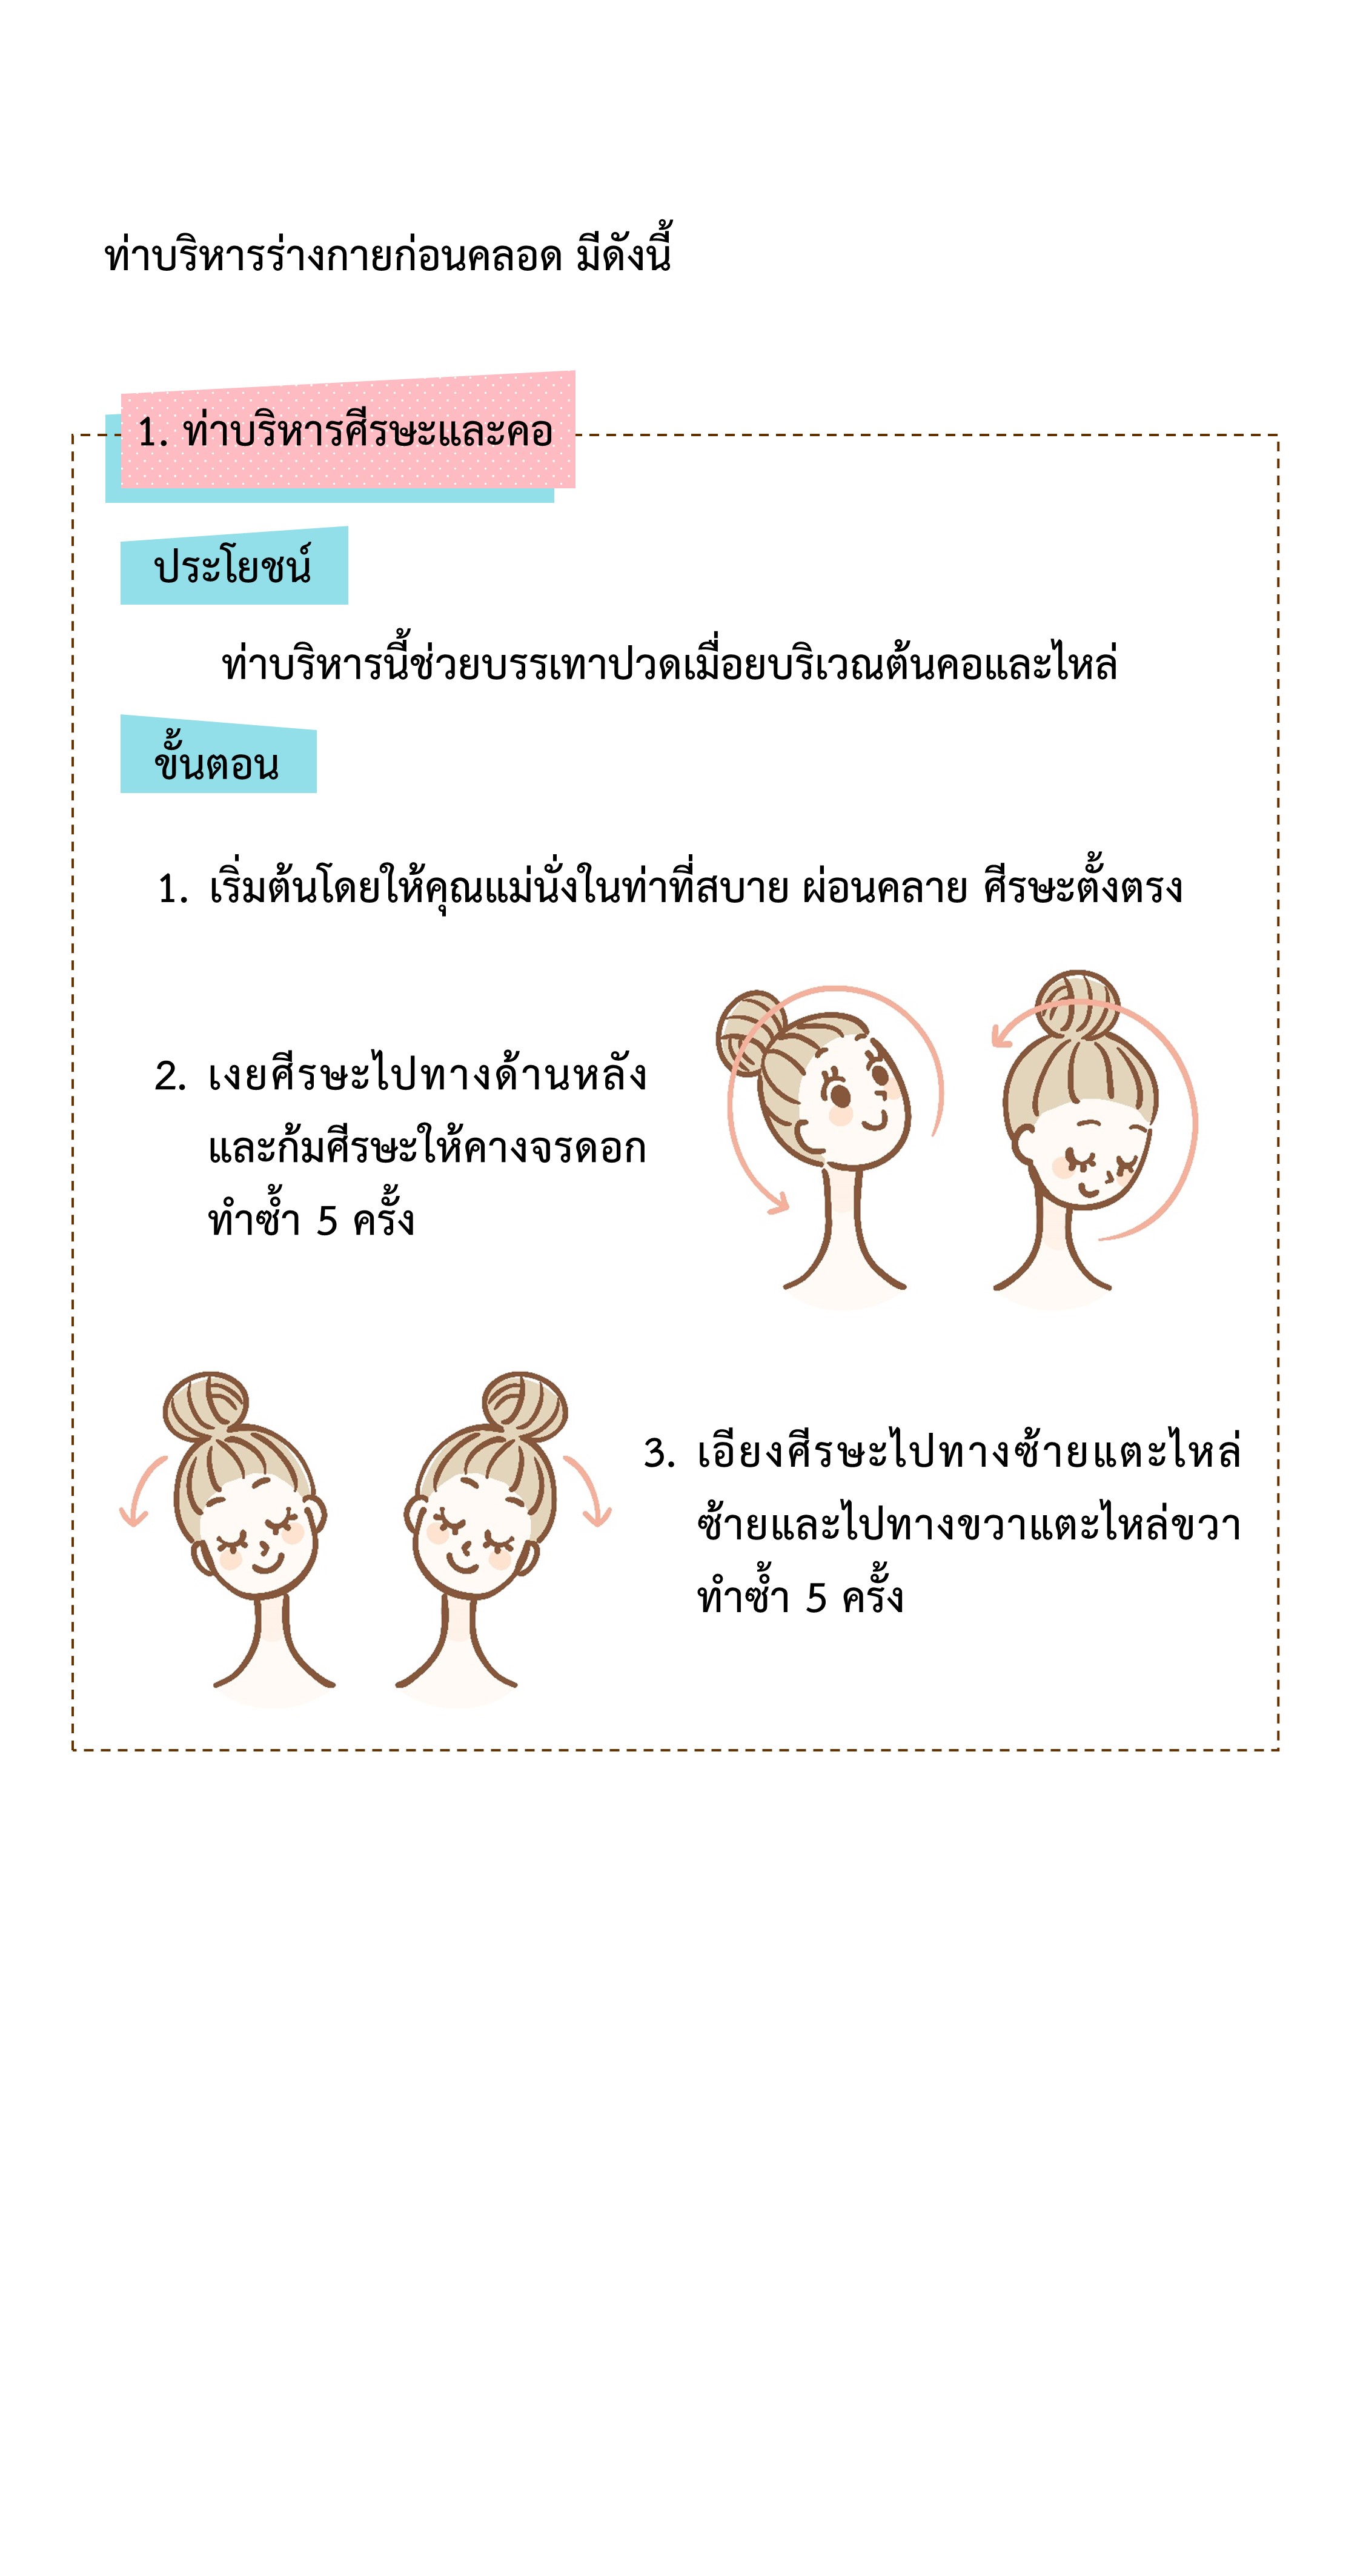 ท่าบริหารร่างกายก่อนคลอด มีดังนี้
1. ท่าบริหารศีรษะและคอ
ประโยชน์
ท่าบริหารนี้ช่วยบรรเทาปวดเมื่อยบริเวณต้นคอและไหล่
ขั้นตอน
1. เริ่มต้นโดยให้คุณแม่นั่งในท่าที่สบาย ผ่อนคลาย ศีรษะตั้งตรง
2. เงยศีรษะไปทางด้านหลัง
และก้มศีรษะให้คางจรดอก
ทำซ้ำ 5 ครั้ง
3. เอียงศีรษะไปทางซ้ายแตะไหล่
ซ้ายและไปทางขวาแตะไหล่ขวา
ทำซ้ำ 5 ครั้ง